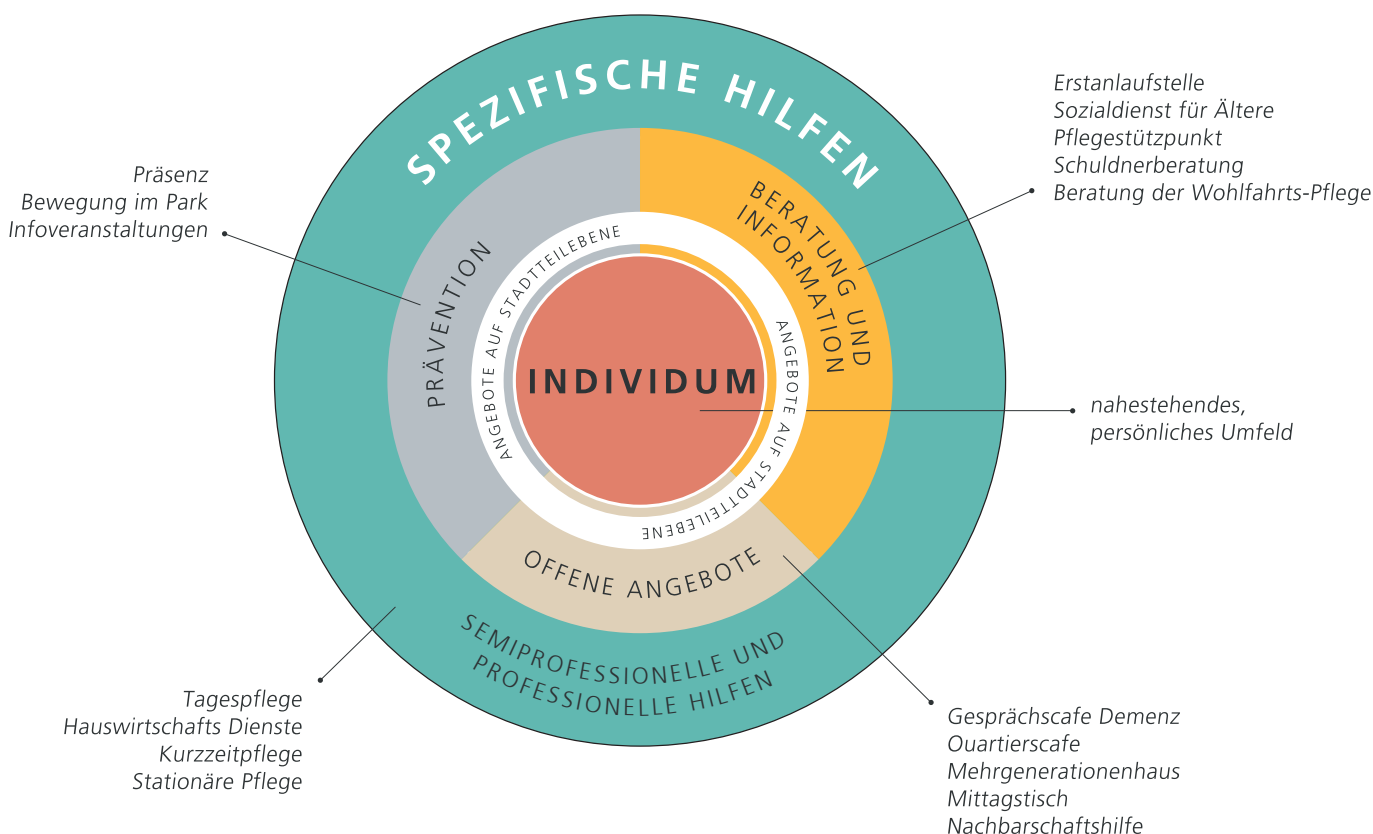 SPEZIFISCHE HILFEN
Erstanlaufstelle
Sozialdienst für Ältere
Pflegestützpunkt
Schuldnerberatung
Beratung der Wohlfahrts-Pflege
Präsenz
Bewegung im Park
Infoveranstaltungen
BERATUNG UND
INFORMATION
PRÄVENTION
ANGEBOTE AUF STADTTEILEBENE
ANGEBOTE AUF STADTTEILEBENE
INDIVIDUM
nahestehendes,
persönliches Umfeld
OFFENE ANGEBOTE
SEMIPROFESSIONELLE UND
PROFESSIONELLE HILFEN
Tagespflege
Hauswirtschafts Dienste
Kurzzeitpflege
Stationäre Pflege
Gesprächscafe Demenz
Ouartierscafe
Mehrgenerationenhaus
Mittagstisch
Nachbarschaftshilfe